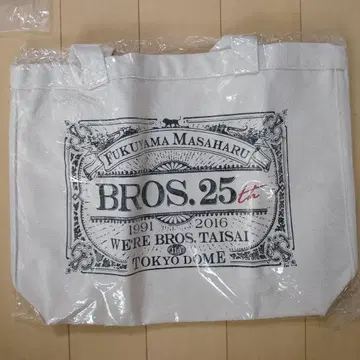 FUKUYAMA MASAHARU
BROS.25th
1991 2016
WE'RE BROS. TAISAI
TOKYO DOME